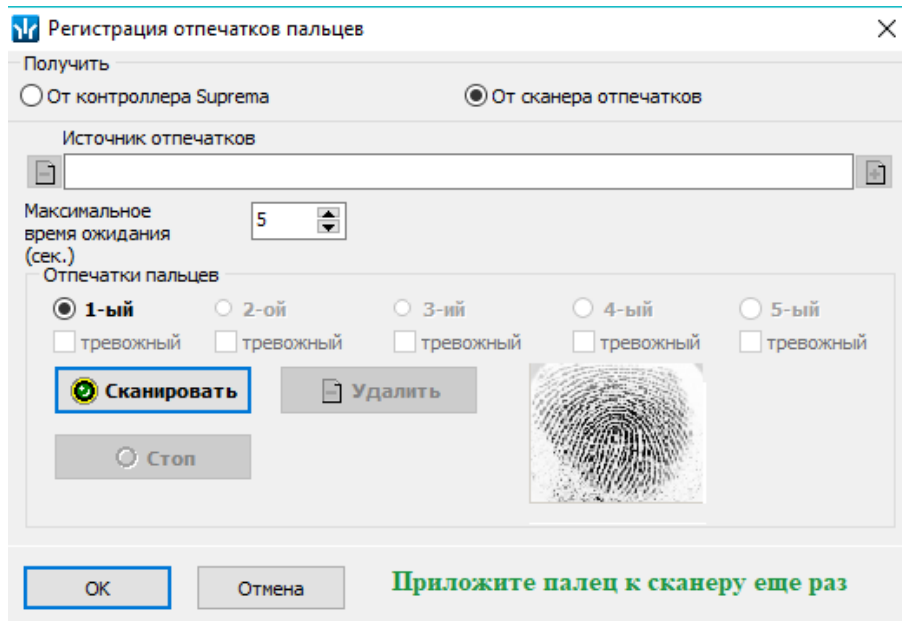 Регистрация отпечатков пальцев
Получить
От контроллера Suprema
От сканера отпечатков
Источник отпечатков
Максимальное
время ожидания
(сек.)
5
Отпечатки пальцев
1-ый
2-ой
3-ий
4-ый
5-ый
тревожный
тревожный
тревожный
тревожный
тревожный
Сканировать
Удалить
Стоп
OK
Отмена
Приложите палец к сканеру еще раз